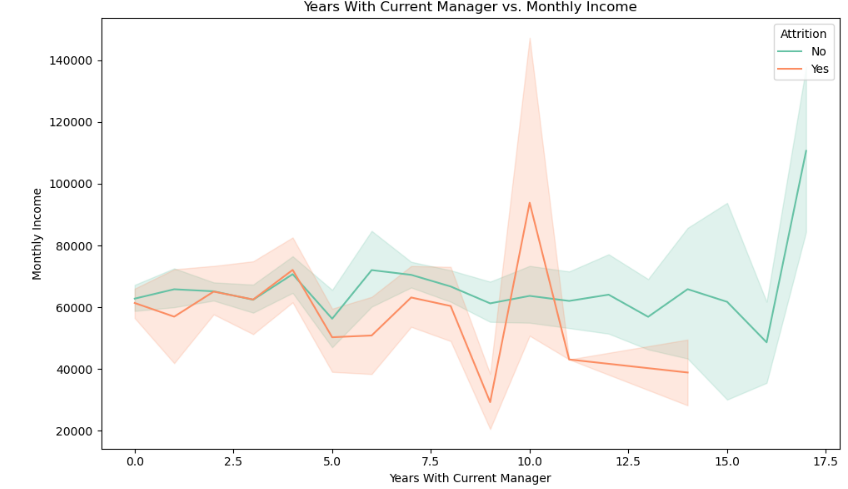 Years With Current Manager vs. Monthly Income
Attrition
No
Yes
Monthly Income
140000
120000
100000
80000
60000
40000
20000
0.0 2.5 5.0 7.5 10.0 12.5 15.0 17.5
Years With Current Manager